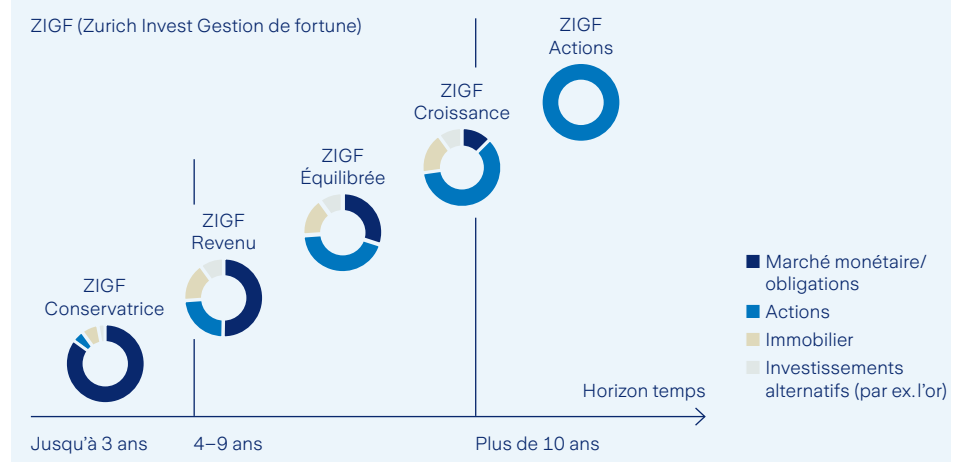 ZIGF (Zurich Invest Gestion de fortune)
ZIGF
Actions
ZIGF
Croissance
ZIGF
Équilibrée
ZIGF
Revenu
ZIGF
Conservatrice
Marché monétaire/
obligations
Actions
Immobilier
Investissements
alternatifs (par ex. l'or)
Horizon temps
Jusqu'à 3 ans
4–9 ans
Plus de 10 ans